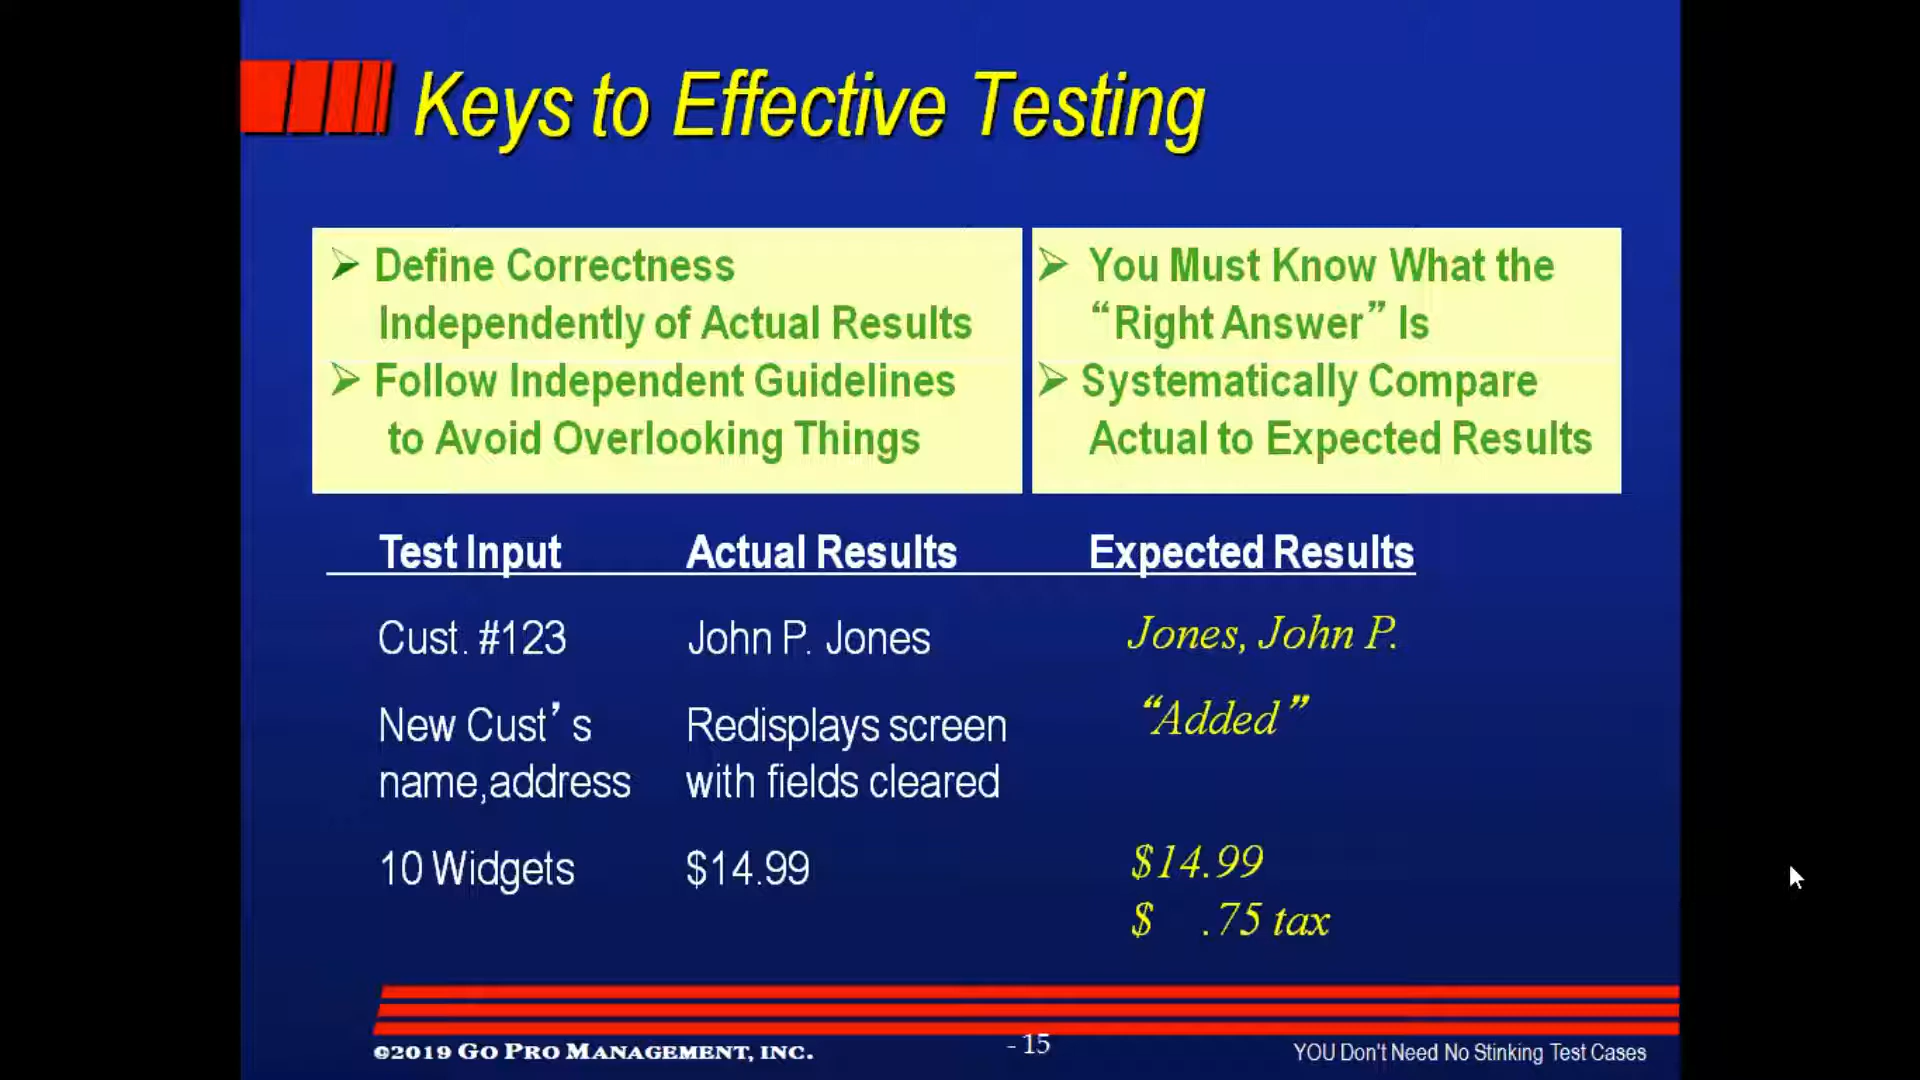 Keys to Effective Testing
➢ Define Correctness
Independently of Actual Results
➢ Follow Independent Guidelines
to Avoid Overlooking Things
➢ You Must Know What the
“Right Answer” Is
➢ Systematically Compare
Actual to Expected Results
Test Input Actual Results Expected Results
Cust. #123 John P. Jones Jones, John P.
New Cust’s Redisplays screen “Added”
name,address with fields cleared
10 Widgets $14.99 $14.99
$ .75 tax
©2019 GO PRO MANAGEMENT, INC. - 15 YOU Don't Need No Stinking Test Cases